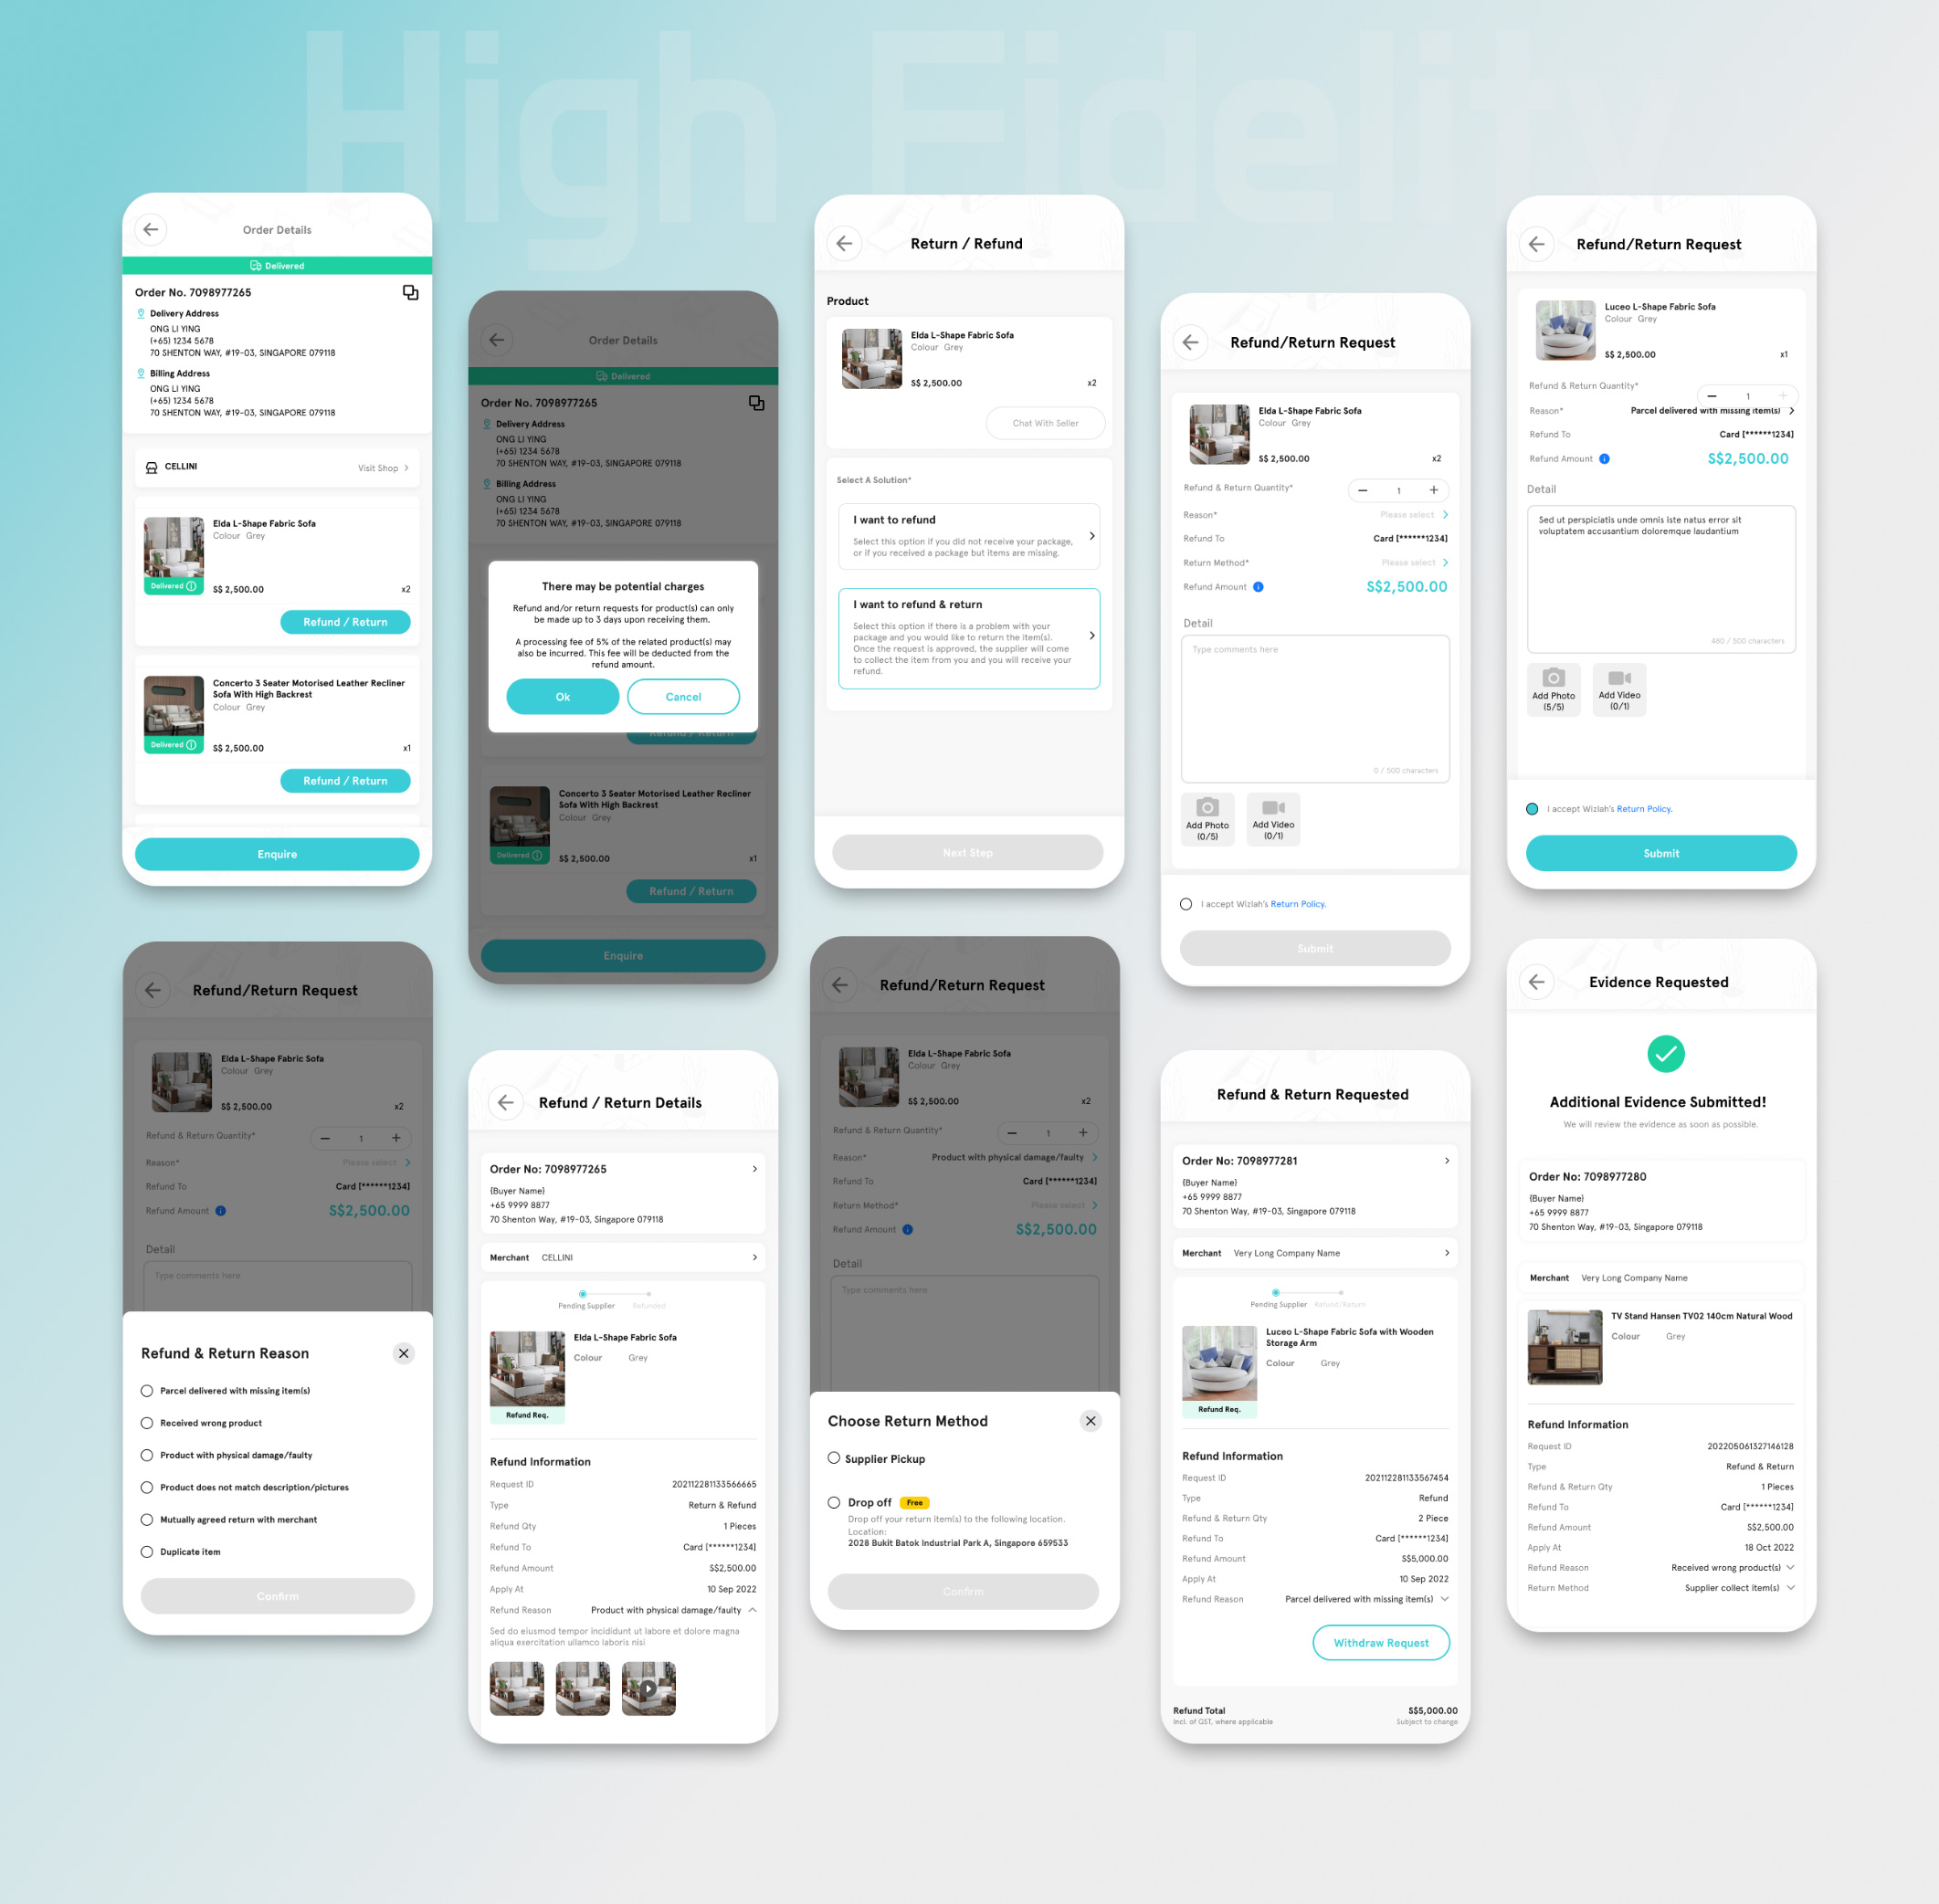 High Fidelity
Order Details
Delivered
Order No. 7098977265
Delivery Address
ONG LI YING
(+65) 1234 5678
70 SHENTON WAY, #19-03, SINGAPORE 079118
Billing Address
ONG LI YING
(+65) 1234 5678
70 SHENTON WAY, #19-03, SINGAPORE 079118
CELLINI
Visit Shop
Elda L-Shape Fabric Sofa
Colour Grey
Delivered
S$ 2,500.00
x2
Refund / Return
Concerto 3 Seater Motorised Leather Recliner
Sofa With High Backrest
Colour Grey
Delivered
S$ 2,500.00
x1
Refund / Return
Enquire
Order Details
Delivered
Order No. 7098977265
Delivery Address
ONG LI YING
(+65) 1234 5678
70 SHENTON WAY, #19-03, SINGAPORE 079118
Billing Address
ONG LI YING
(+65) 1234 5678
70 SHENTON WAY, #19-03, SINGAPORE 079118
There may be potential charges
Refund and/or return requests for product(s) can only
be made up to 3 days upon receiving them.
A processing fee of 5% of the related product(s) may
also be incurred. This fee will be deducted from the
refund amount.
Ok
Cancel
Refund / Return
Concerto 3 Seater Motorised Leather Recliner
Sofa With High Backrest
Colour Grey
Delivered
S$ 2,500.00
x1
Refund / Return
Enquire
Return / Refund
Product
Elda L-Shape Fabric Sofa
Colour Grey
S$ 2,500.00
x2
Chat With Seller
Select A Solution*
I want to refund
Select this option if you did not receive your package,
or if you received a package but items are missing.
I want to refund & return
Select this option if there is a problem with your
package and you would like to return the item(s).
Once the request is approved, the supplier will come
to collect the item from you and you will receive your
refund.
Next Step
Refund/Return Request
Elda L-Shape Fabric Sofa
Colour Grey
S$ 2,500.00
x2
Refund & Return Quantity*
1
Reason*
Please select
Refund To
Card [******1234]
Return Method*
Please select
Refund Amount
S$2,500.00
Detail
Type comments here
0 / 500 characters
Add Photo
(0/5)
Add Video
(0/1)
I accept Wizlah's Return Policy.
Submit
Refund/Return Request
Luceo L-Shape Fabric Sofa
Colour Grey
S$ 2,500.00
x1
Refund & Return Quantity*
1
Reason*
Parcel delivered with missing item(s)
Refund To
Card [******1234]
Refund Amount
S$2,500.00
Detail
Sed ut perspiciatis unde omnis iste natus error sit
voluptatem accusantium doloremque laudantium
480 / 500 characters
Add Photo
(5/5)
Add Video
(0/1)
I accept Wizlah's Return Policy.
Submit
Refund/Return Request
Elda L-Shape Fabric Sofa
Colour Grey
S$ 2,500.00
x2
Refund & Return Quantity*
1
Reason*
Please select
Refund To
Card [******1234]
Refund Amount
S$2,500.00
Detail
Type comments here
Refund & Return Reason
Parcel delivered with missing item(s)
Received wrong product
Product with physical damage/faulty
Product does not match description/pictures
Mutually agreed return with merchant
Duplicate item
Confirm
Refund / Return Details
Order No: 7098977265
{Buyer Name}
+65 9999 8877
70 Shenton Way, #19-03, Singapore 079118
Merchant CELLINI
Pending Supplier
Refunded
Elda L-Shape Fabric Sofa
Colour Grey
Refund Req.
Refund Information
Request ID
202112281133566665
Type
Return & Refund
Refund Qty
1 Pieces
Refund To
Card [******1234]
Refund Amount
S$2,500.00
Apply At
10 Sep 2022
Refund Reason
Product with physical damage/faulty
Sed do eiusmod tempor incididunt ut labore et dolore magna
aliqua exercitation ullamco laboris nisi
Refund/Return Request
Elda L-Shape Fabric Sofa
Colour Grey
S$ 2,500.00
x2
Refund & Return Quantity*
1
Reason*
Product with physical damage/faulty
Refund To
Card [******1234]
Return Method*
Please select
Refund Amount
S$2,500.00
Detail
Type comments here
Choose Return Method
Supplier Pickup
Drop off Free
Drop off your return item(s) to the following location.
Location:
2028 Bukit Batok Industrial Park A, Singapore 659533
Confirm
Refund & Return Requested
Order No: 7098977281
{Buyer Name}
+65 9999 8877
70 Shenton Way, #19-03, Singapore 079118
Merchant Very Long Company Name
Pending Supplier
Refund/Return
Luceo L-Shape Fabric Sofa with Wooden
Storage Arm
Colour Grey
Refund Req.
Refund Information
Request ID
202112281133567454
Type
Refund
Refund & Return Qty
2 Piece
Refund To
Card [******1234]
Refund Amount
S$5,000.00
Apply At
10 Sep 2022
Refund Reason
Parcel delivered with missing item(s)
Withdraw Request
Refund Total
S$5,000.00
Incl. of GST, where applicable
Subject to change
Evidence Requested
Additional Evidence Submitted!
We will review the evidence as soon as possible.
Order No: 7098977280
{Buyer Name}
+65 9999 8877
70 Shenton Way, #19-03, Singapore 079118
Merchant Very Long Company Name
TV Stand Hansen TV02 140cm Natural Wood
Colour Grey
Refund Information
Request ID
202205061327146128
Type
Refund & Return
Refund & Return Qty
1 Pieces
Refund To
Card [******1234]
Refund Amount
S$2,500.00
Apply At
18 Oct 2022
Refund Reason
Received wrong product(s)
Return Method
Supplier collect item(s)